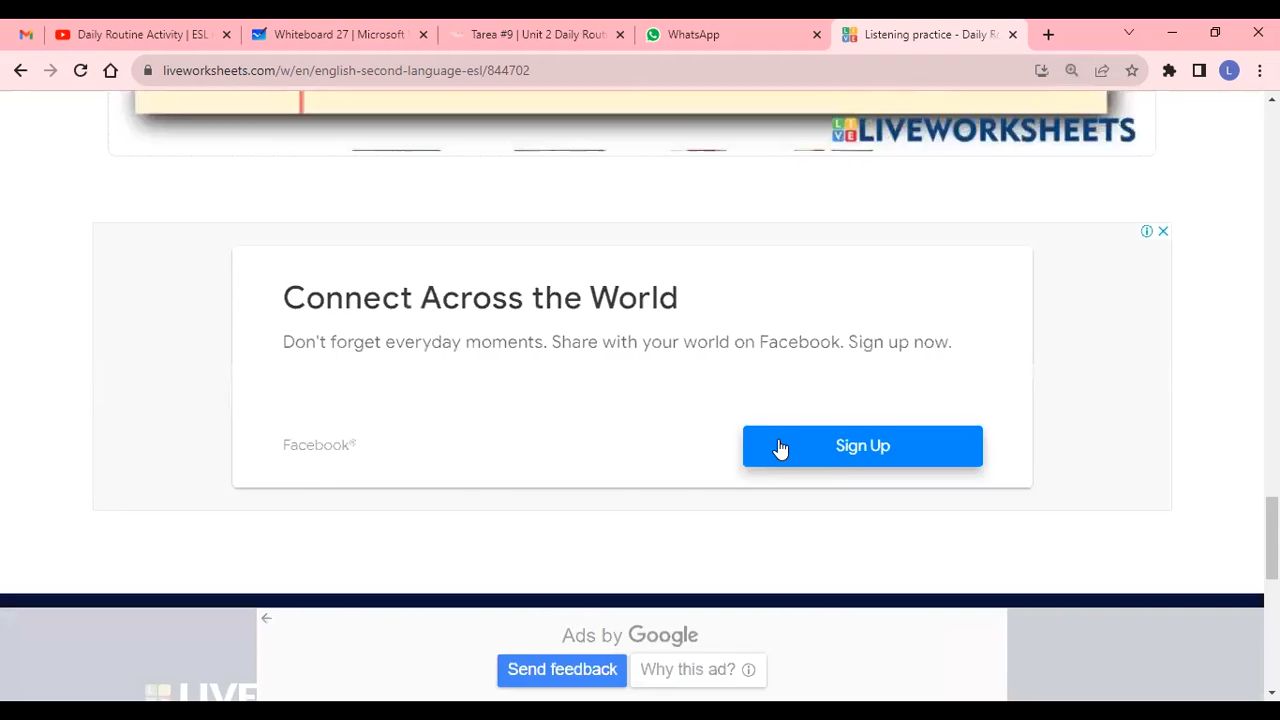 Daily Routine Activity | ESL
Whiteboard 27 | Microsoft
Tarea #9 | Unit 2 Daily Rout
WhatsApp
Listening practice - Daily R
liveworksheets.com/w/en/english-second-language-esl/844702
L
LIVE LIVEWORKSHEETS
Connect Across the World
Don't forget everyday moments. Share with your world on Facebook. Sign up now.
Facebook®
Sign Up
Ads by Google
Send feedback
Why this ad?
LIVE